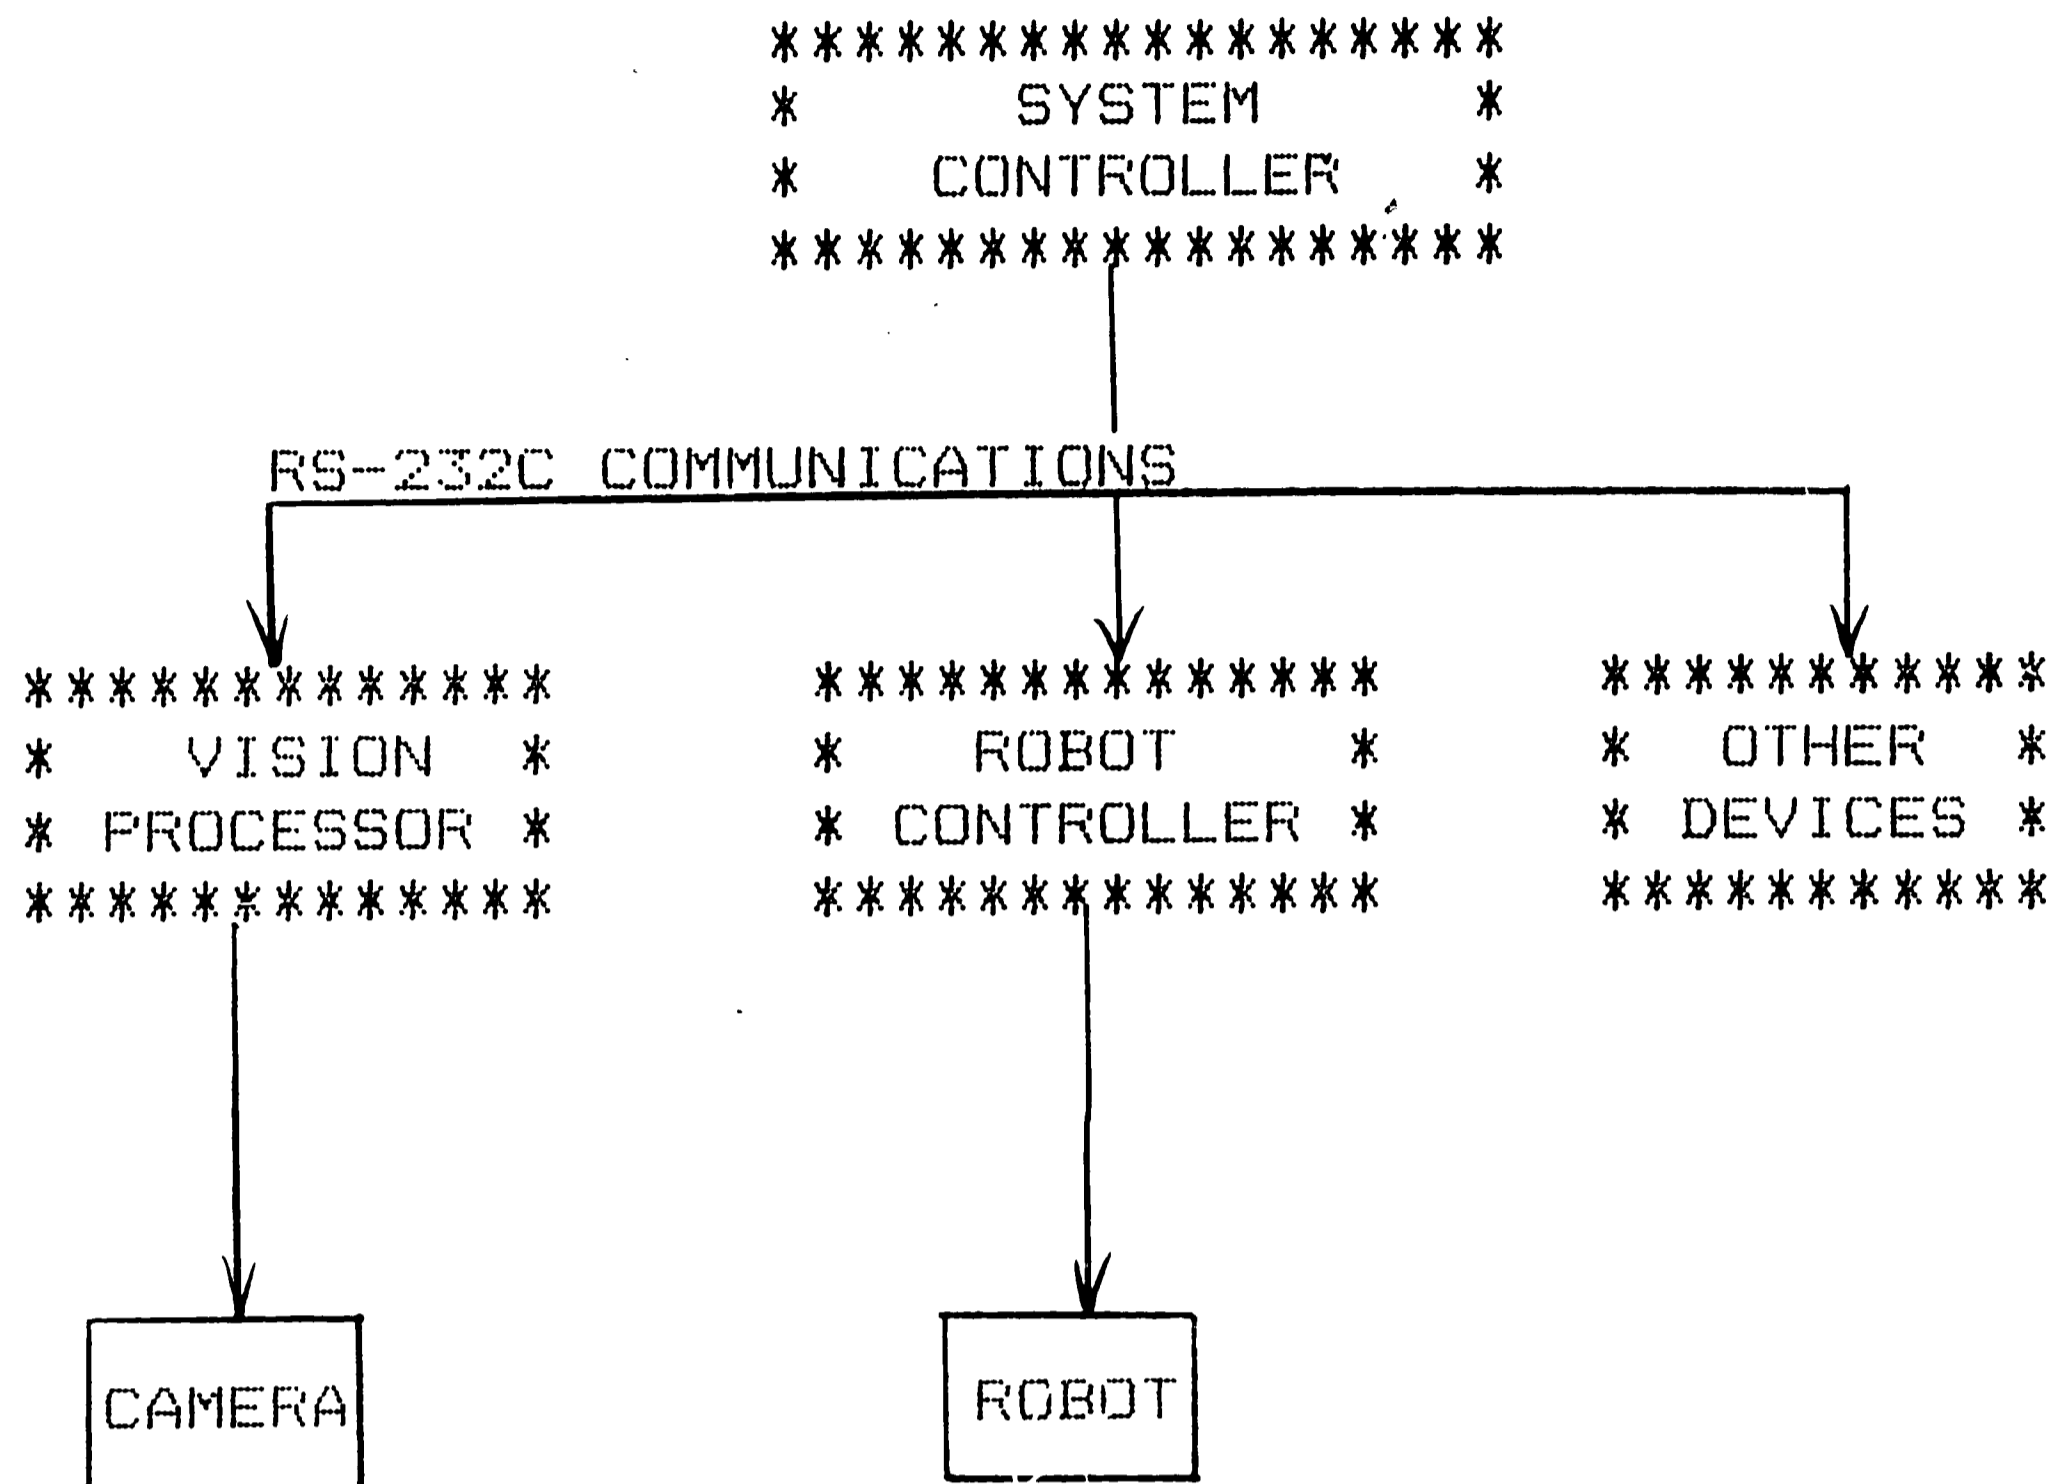 * * * * * * * * * * * * * * * * * *
* SYSTEM *
* CONTROLLER *
* * * * * * * * * * * * * * * * * *
RS-232C COMMUNICATIONS
* * * * * * * * * * * * *
* VISION *
* PROCESSOR *
* * * * * * * * * * * * *
* * * * * * * * * * * * * *
* ROBOT *
* CONTROLLER *
* * * * * * * * * * * * * *
* * * * * * * * * * *
* OTHER *
* DEVICES *
* * * * * * * * * * *
CAMERA
ROBOT